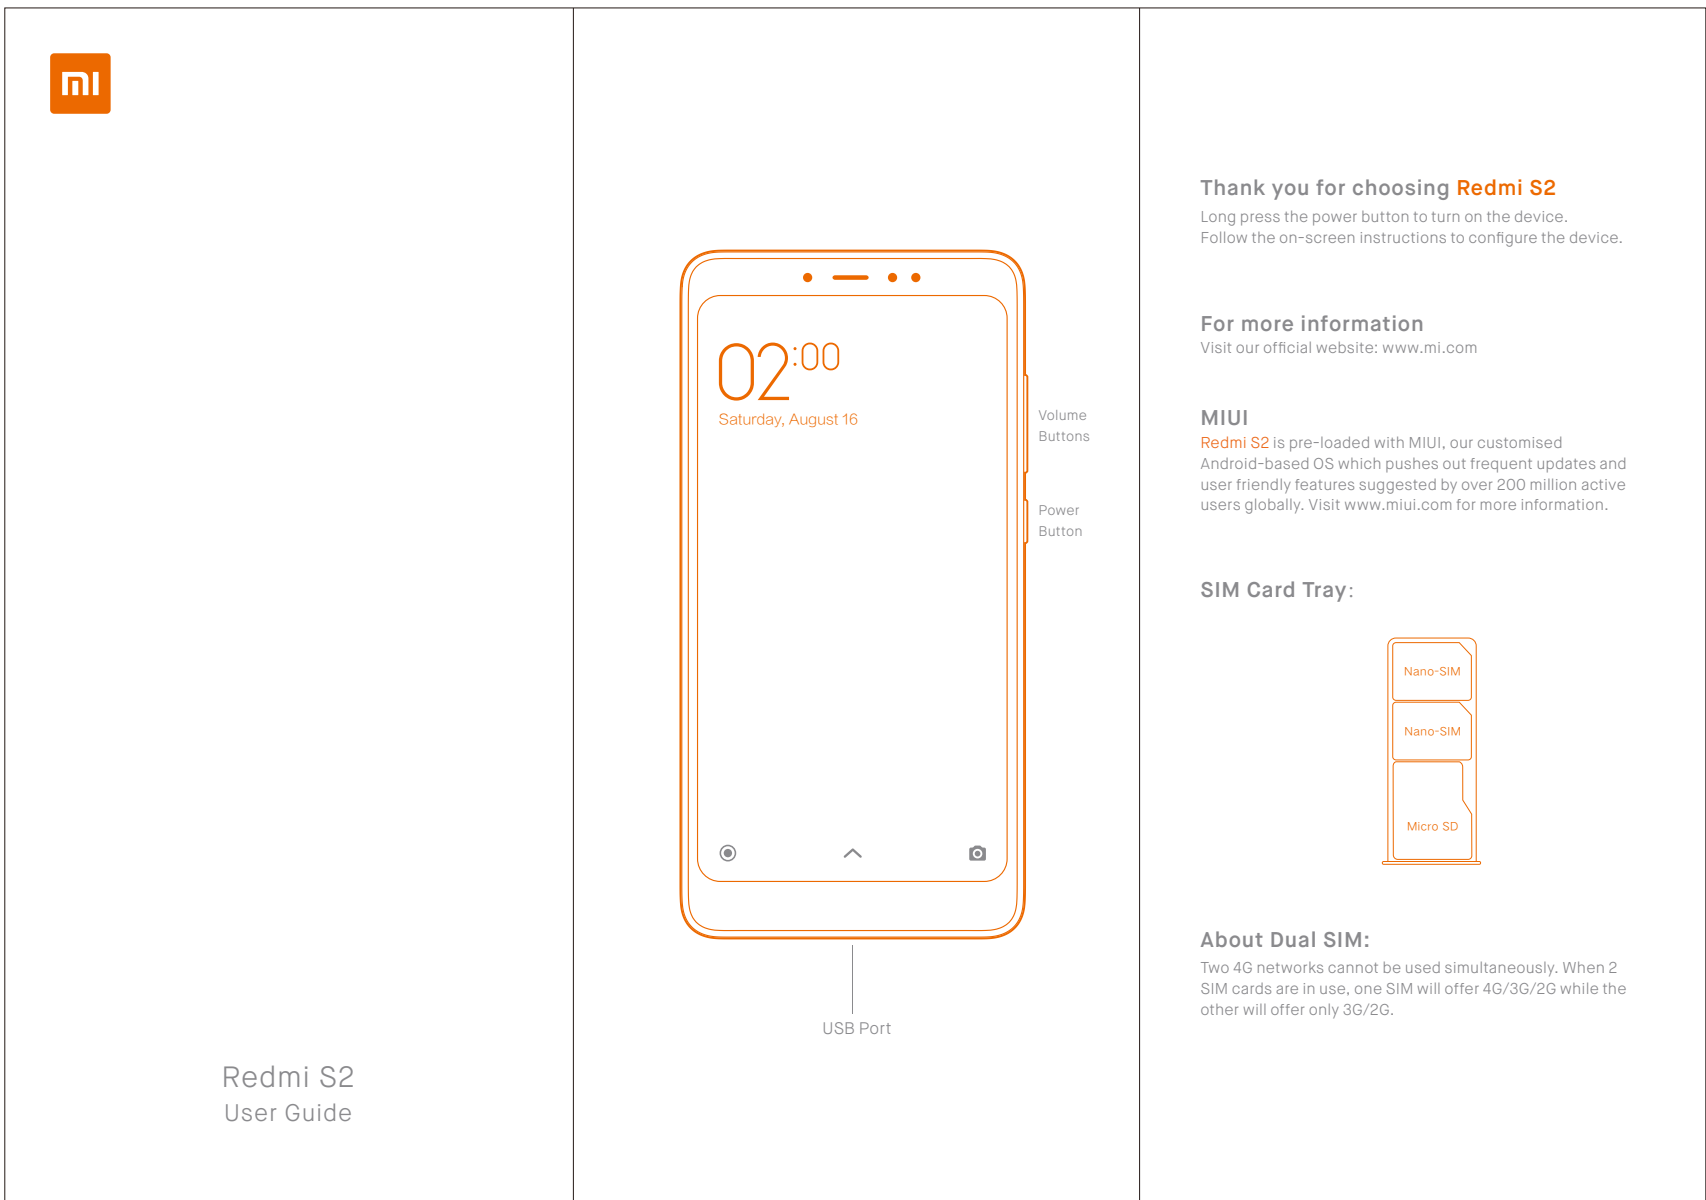 mi
Redmi S2
User Guide
02:00
Saturday, August 16
Volume
Buttons
Power
Button
USB Port
Thank you for choosing Redmi S2
Long press the power button to turn on the device.
Follow the on-screen instructions to configure the device.
For more information
Visit our official website: www.mi.com
MIUI
Redmi S2 is pre-loaded with MIUI, our customised
Android-based OS which pushes out frequent updates and
user friendly features suggested by over 200 million active
users globally. Visit www.miui.com for more information.
SIM Card Tray:
Nano-SIM
Nano-SIM
Micro SD
About Dual SIM:
Two 4G networks cannot be used simultaneously. When 2
SIM cards are in use, one SIM will offer 4G/3G/2G while the
other will offer only 3G/2G.